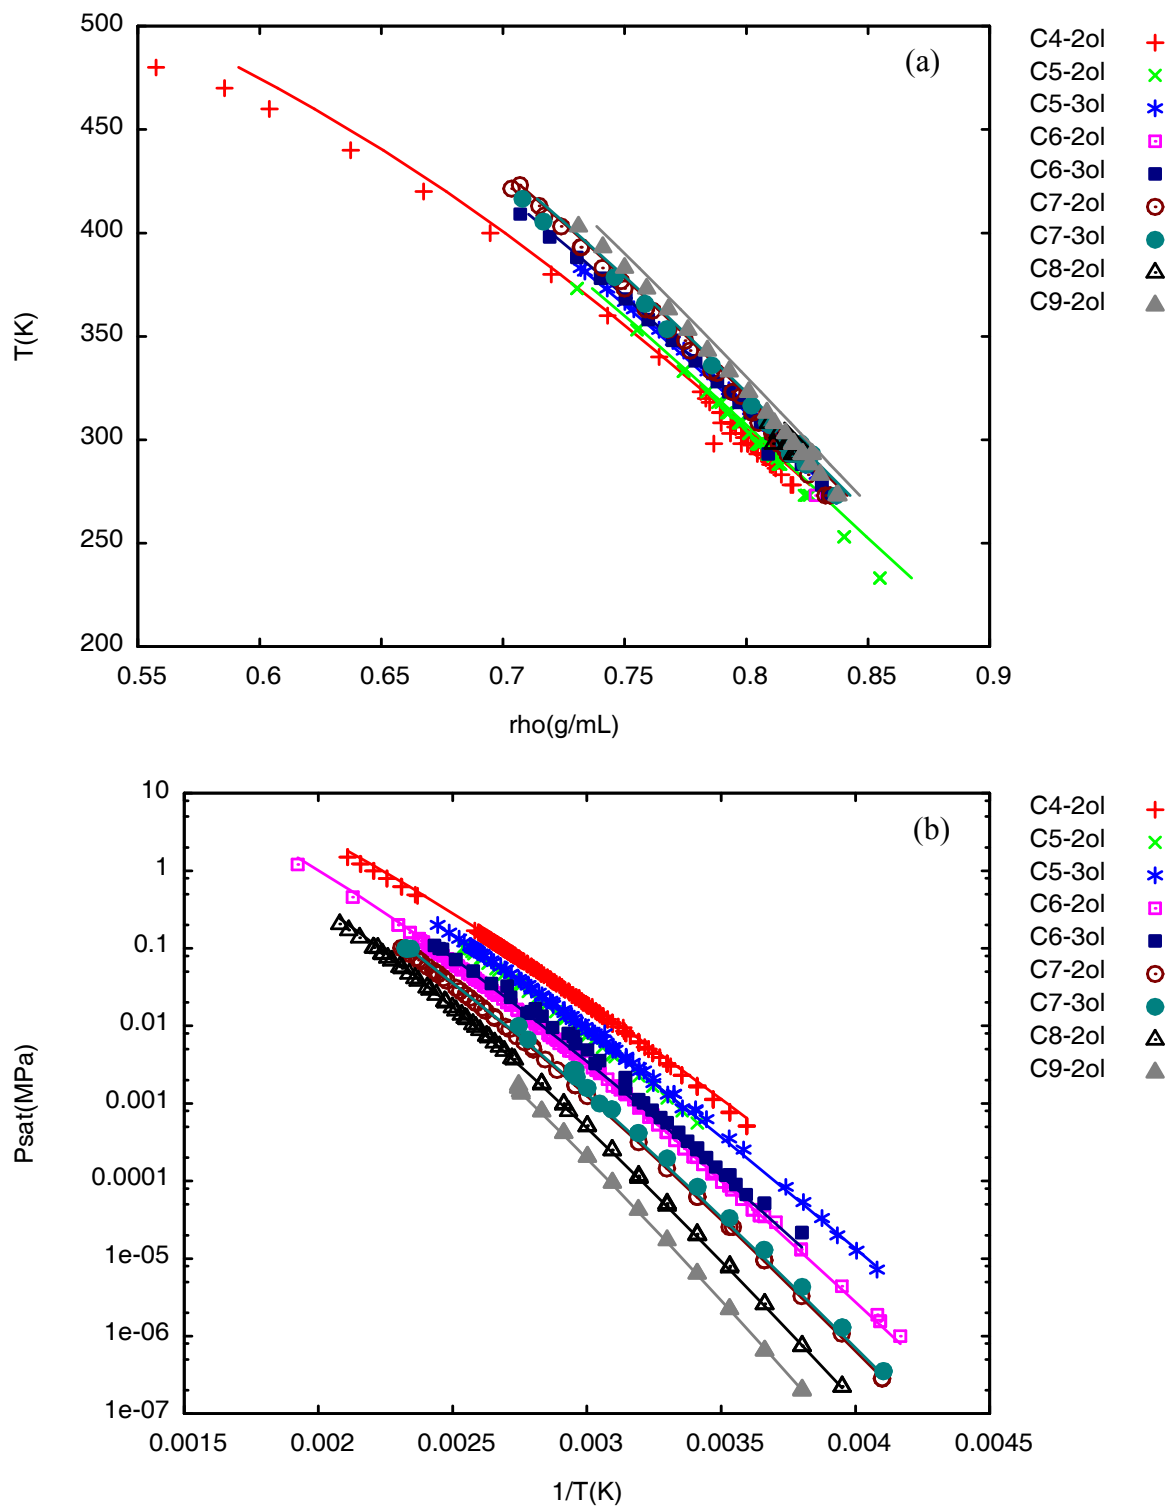 500
450
400
350
300
250
200
T(K)
0.55 0.6 0.65 0.7 0.75 0.8 0.85 0.9
rho(g/mL)
(a)
C4-2ol
C5-2ol
C5-3ol
C6-2ol
C6-3ol
C7-2ol
C7-3ol
C8-2ol
C9-2ol
10
1
0.1
0.01
0.001
0.0001
1e-05
1e-06
1e-07
Psat(MPa)
0.0015 0.002 0.0025 0.003 0.0035 0.004 0.0045
1/T(K)
(b)
C4-2ol
C5-2ol
C5-3ol
C6-2ol
C6-3ol
C7-2ol
C7-3ol
C8-2ol
C9-2ol